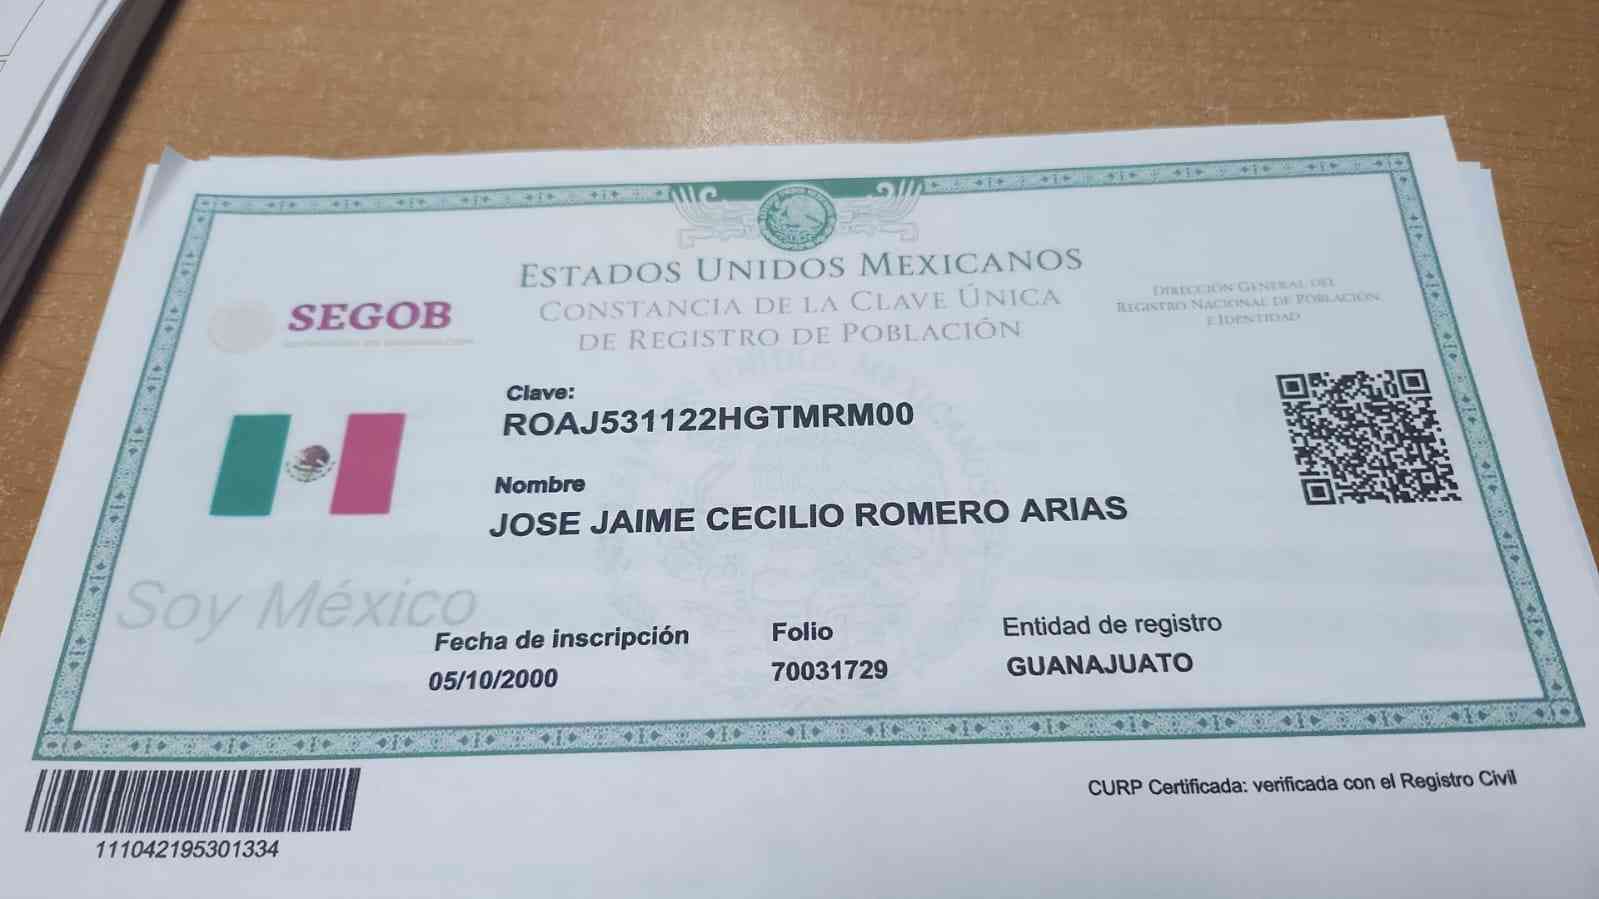 ESTADOS UNIDOS MEXICANOS
CONSTANCIA DE LA CLAVE ÚNICA
DE REGISTRO DE POBLACIÓN
SEGOB
DIRECCIÓN GENERAL DEL
REGISTRO NACIONAL DE POBLACIÓN
E IDENTIDAD
Clave:
ROAJ531122HGTMRM00
Nombre
JOSE JAIME CECILIO ROMERO ARIAS
Soy México
Fecha de inscripción
05/10/2000
Folio
70031729
Entidad de registro
GUANAJUATO
111042195301334
CURP Certificada: verificada con el Registro Civil